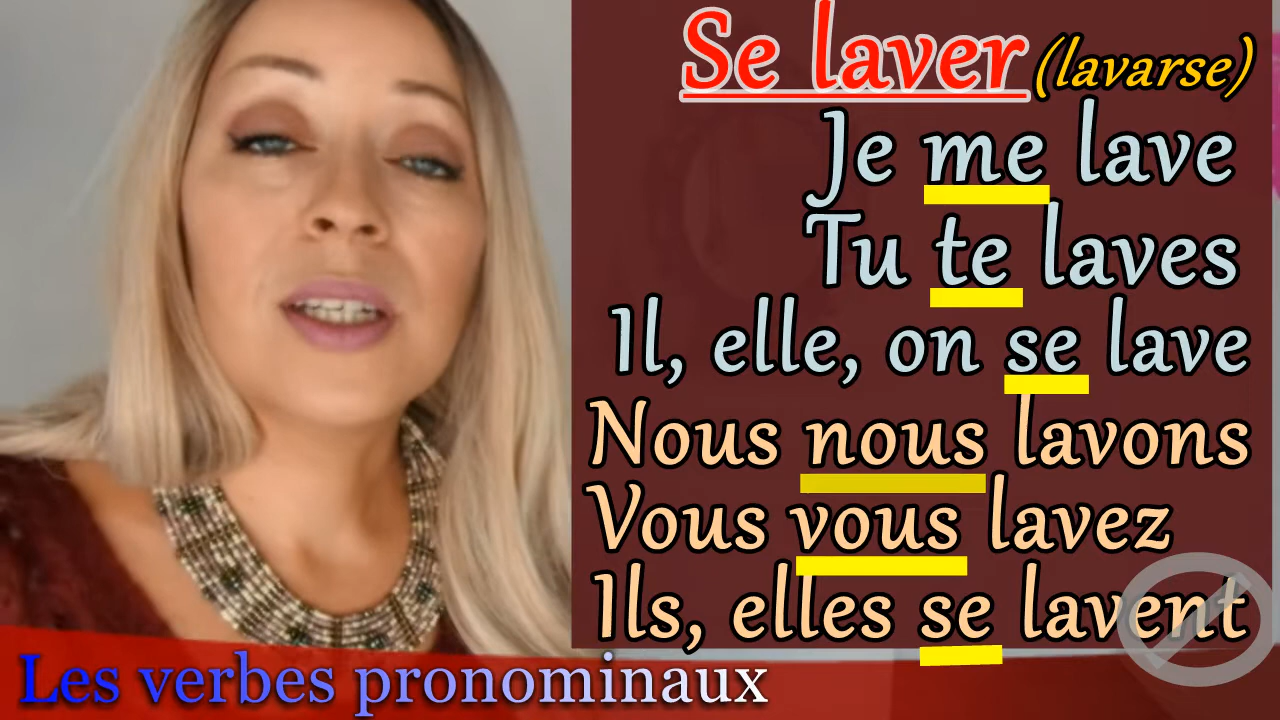 Se laver (lavarse)
Je me lave
Tu te laves
Il, elle, on se lave
Nous nous lavons
Vous vous lavez
Ils, elles se lavent
Les verbes pronominaux